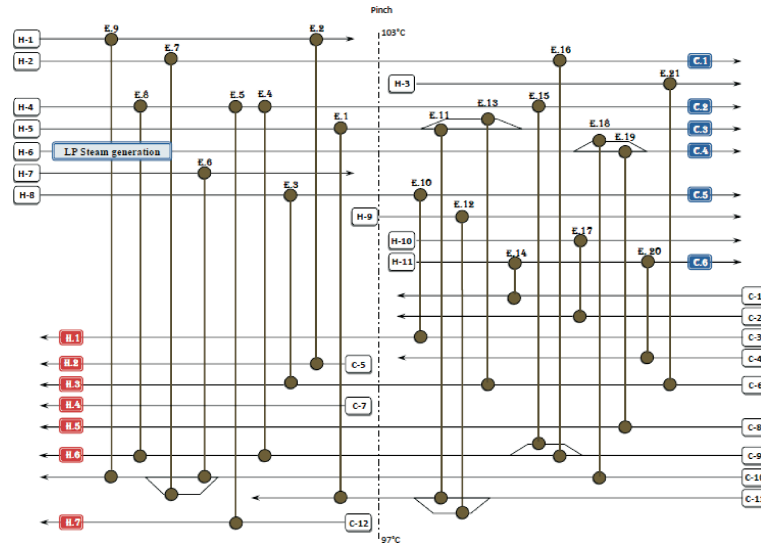 Pinch
103°C
H-1
E.9
E.2
E.7
E.16
H-2
C.1
H-3
E.21
E.8
E.5
E.4
E.15
H-4
C.2
E.13
E.1
E.11
E.18
H-5
C.3
E.19
H-6
LP Steam generation
C.4
E.6
H-7
E.3
E.10
H-8
C.5
E.12
H-9
E.17
H-10
E.14
E.20
H-11
C.6
C-1
C-2
H.1
C-3
H.2
C-5
C-4
H.3
C-6
H.4
C-7
H.5
C-8
H.6
C-9
C-10
C-11
H.7
C-12
97°C